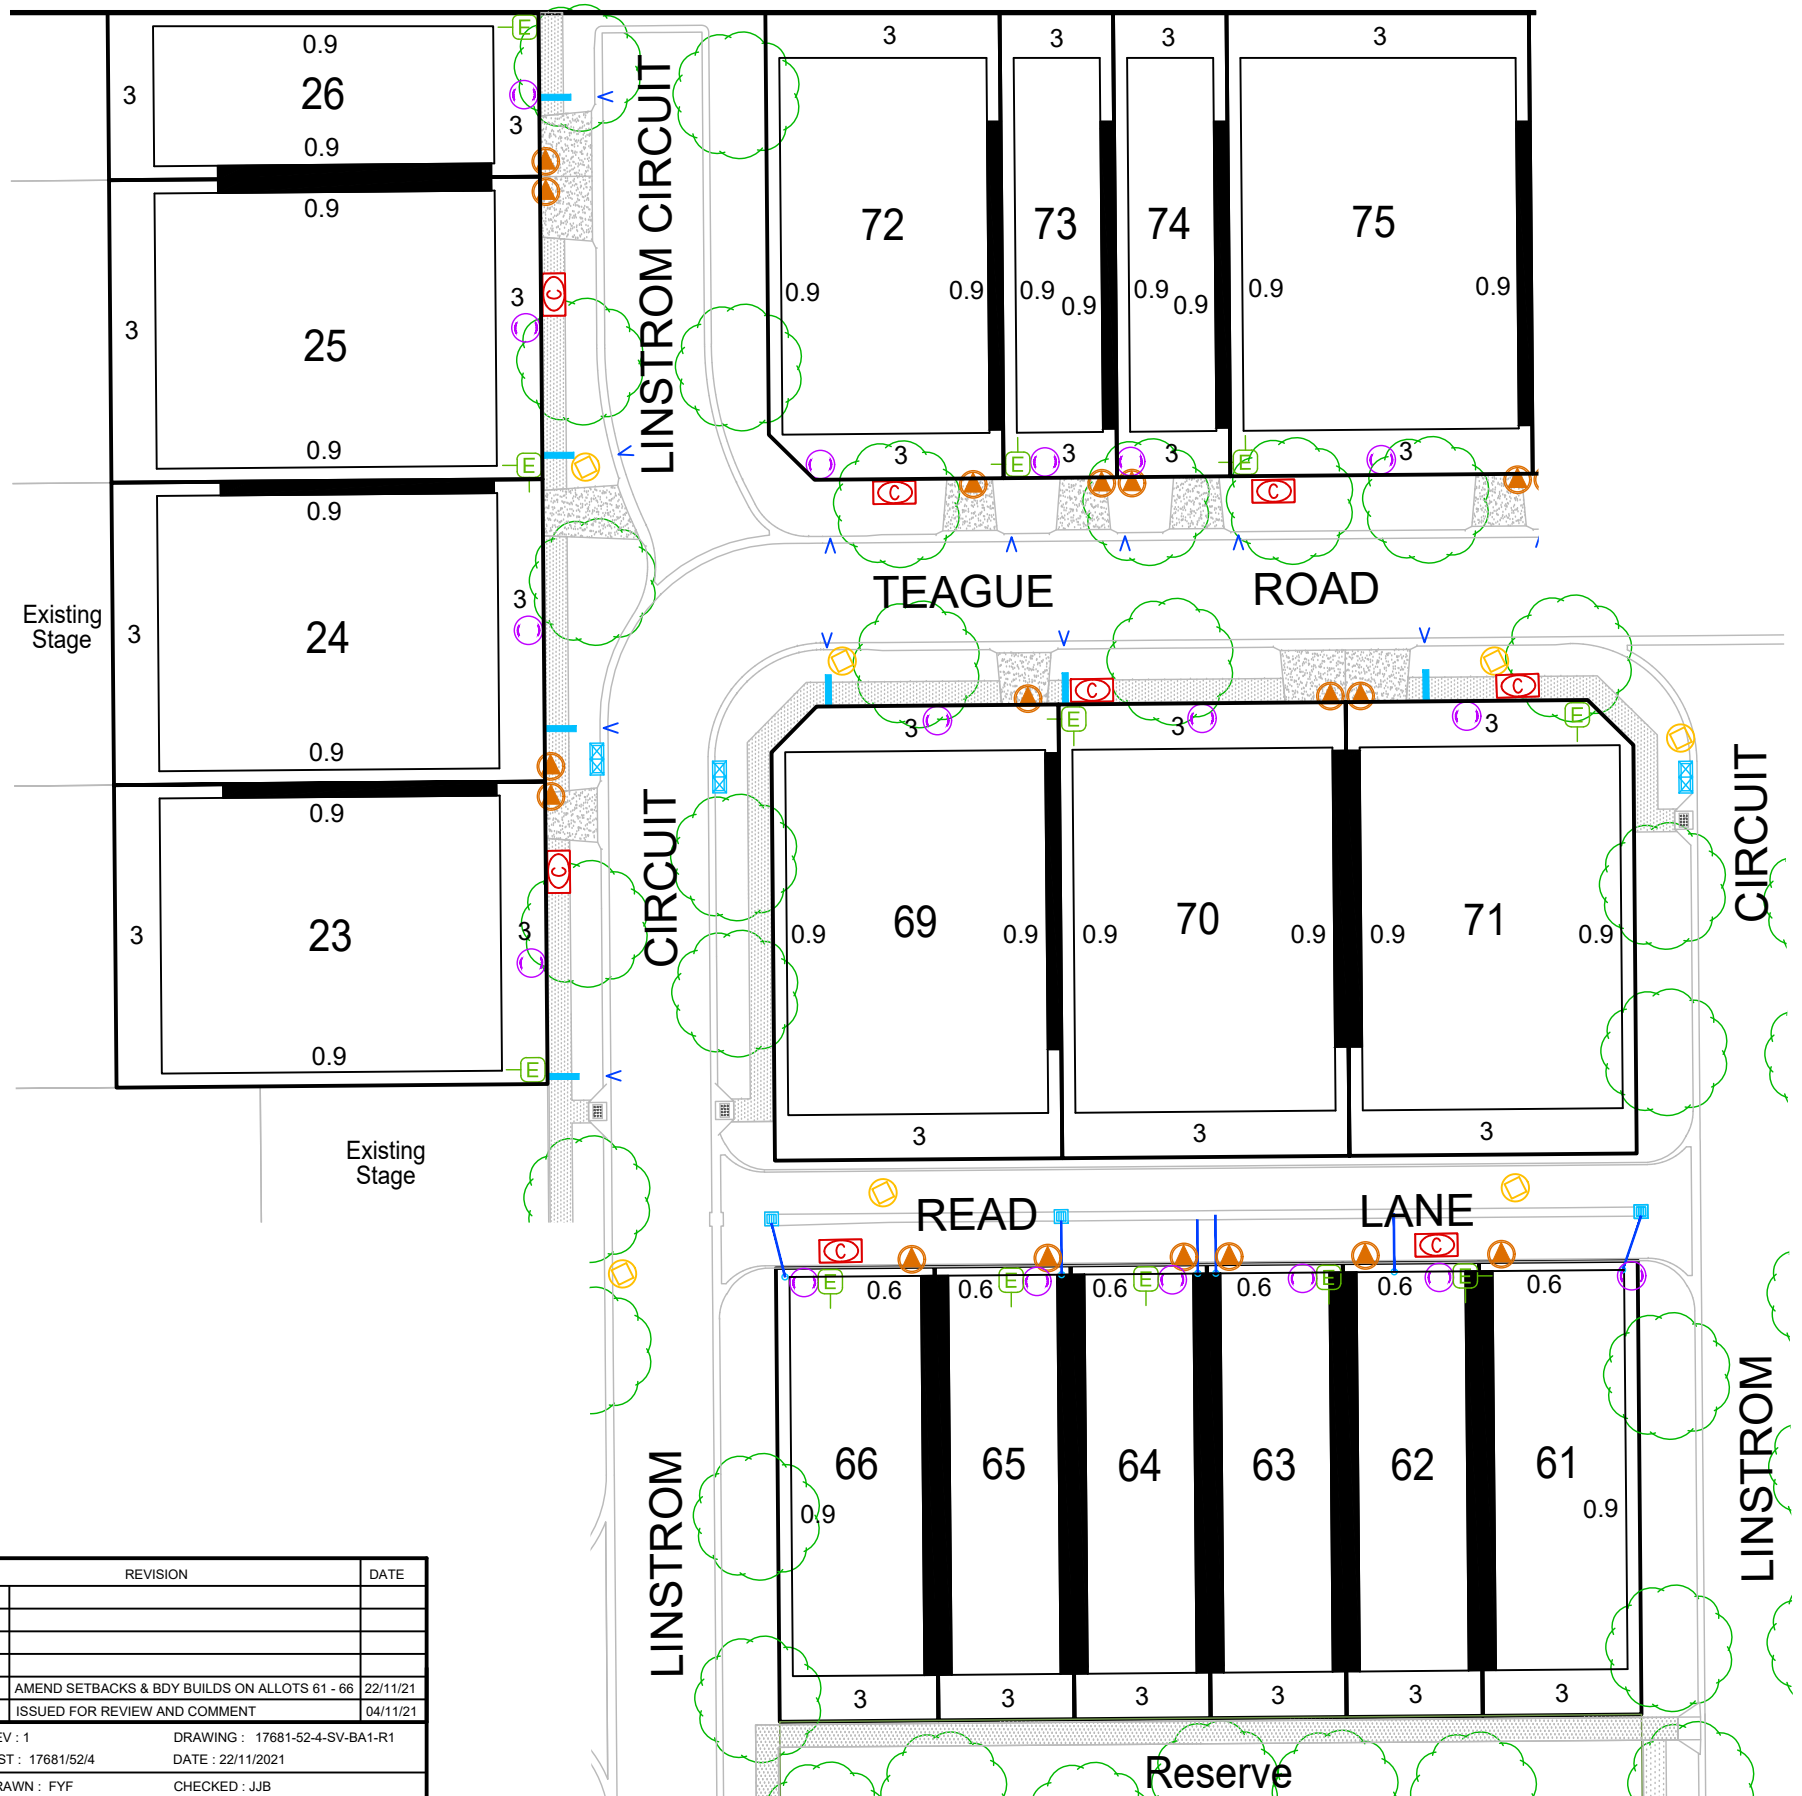 0.9
26
3
0.9
3
0.9
25
3
3
0.9
0.9
24
3
3
0.9
0.9
23
3
3
0.9
Existing
Stage
Existing
Stage
LINSTROM CIRCUIT
3
3
3
3
72
73
74
75
0.9
0.9
0.9
0.9
0.9
0.9
0.9
0.9
3
3
3
3
E
E
E
E
E
E
C
C
C
C
TEAGUE ROAD
C
C
E
E
3
3
3
69
70
71
0.9
0.9
0.9
0.9
0.9
0.9
3
3
3
CIRCUIT
CIRCUIT
READ LANE
C
C
E
E
E
E
E
0.6
0.6
0.6
0.6
0.6
0.6
66
65
64
63
62
61
0.9
0.9
3
3
3
3
3
3
LINSTROM
LINSTROM
Reserve
REVISION DATE
AMEND SETBACKS & BDY BUILDS ON ALLOTS 61 - 66 22/11/21
ISSUED FOR REVIEW AND COMMENT 04/11/21
EV : 1 DRAWING : 17681-52-4-SV-BA1-R1
ST : 17681/52/4 DATE : 22/11/2021
RAWN : FYF CHECKED : JJB